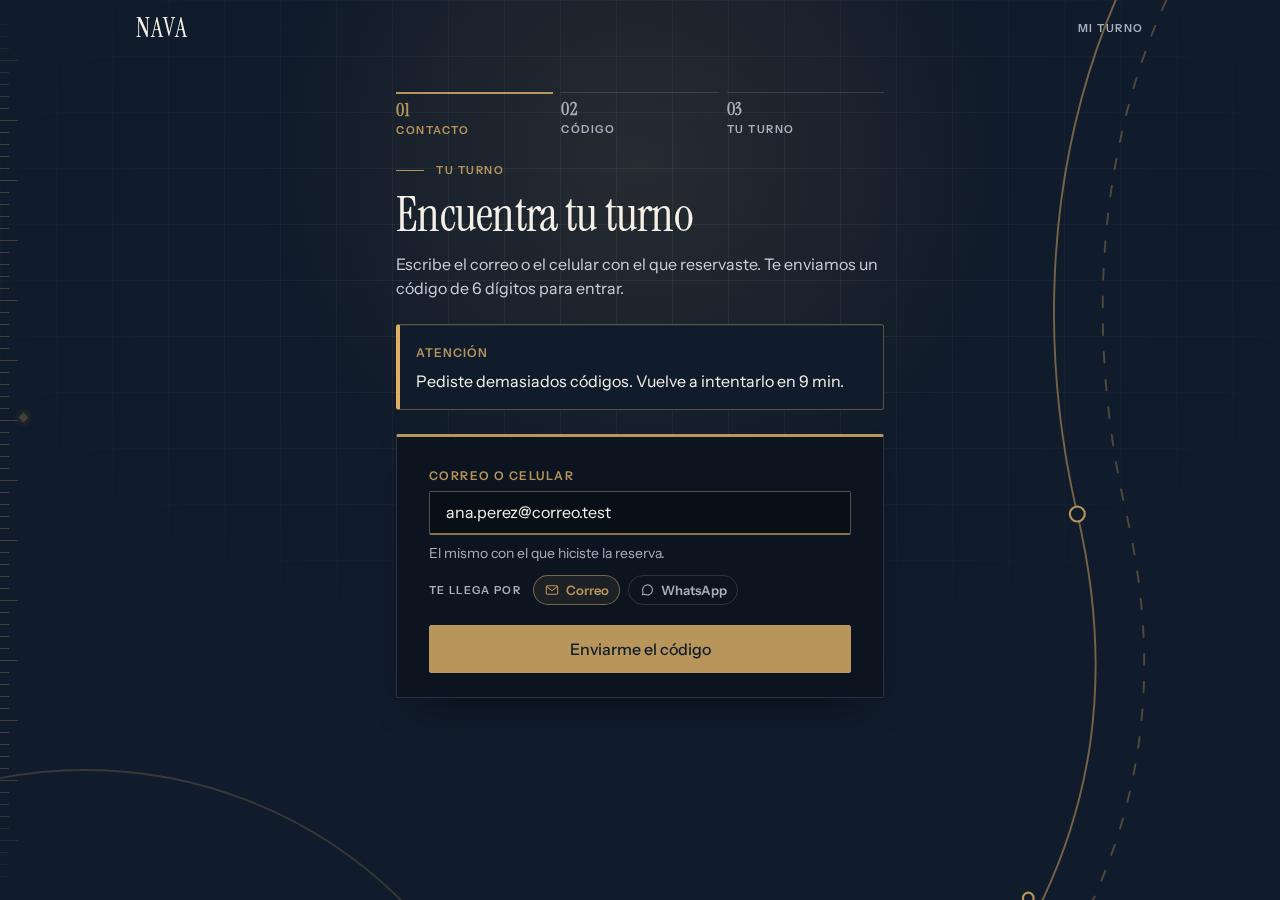 NAVA
MI TURNO
01
CONTACTO
02
CÓDIGO
03
TU TURNO
TU TURNO
Encuentra tu turno
Escribe el correo o el celular con el que reservaste. Te enviamos un
código de 6 dígitos para entrar.
ATENCIÓN
Pediste demasiados códigos. Vuelve a intentarlo en 9 min.
CORREO O CELULAR
ana.perez@correo.test
El mismo con el que hiciste la reserva.
TE LLEGA POR Correo WhatsApp
Enviarme el código